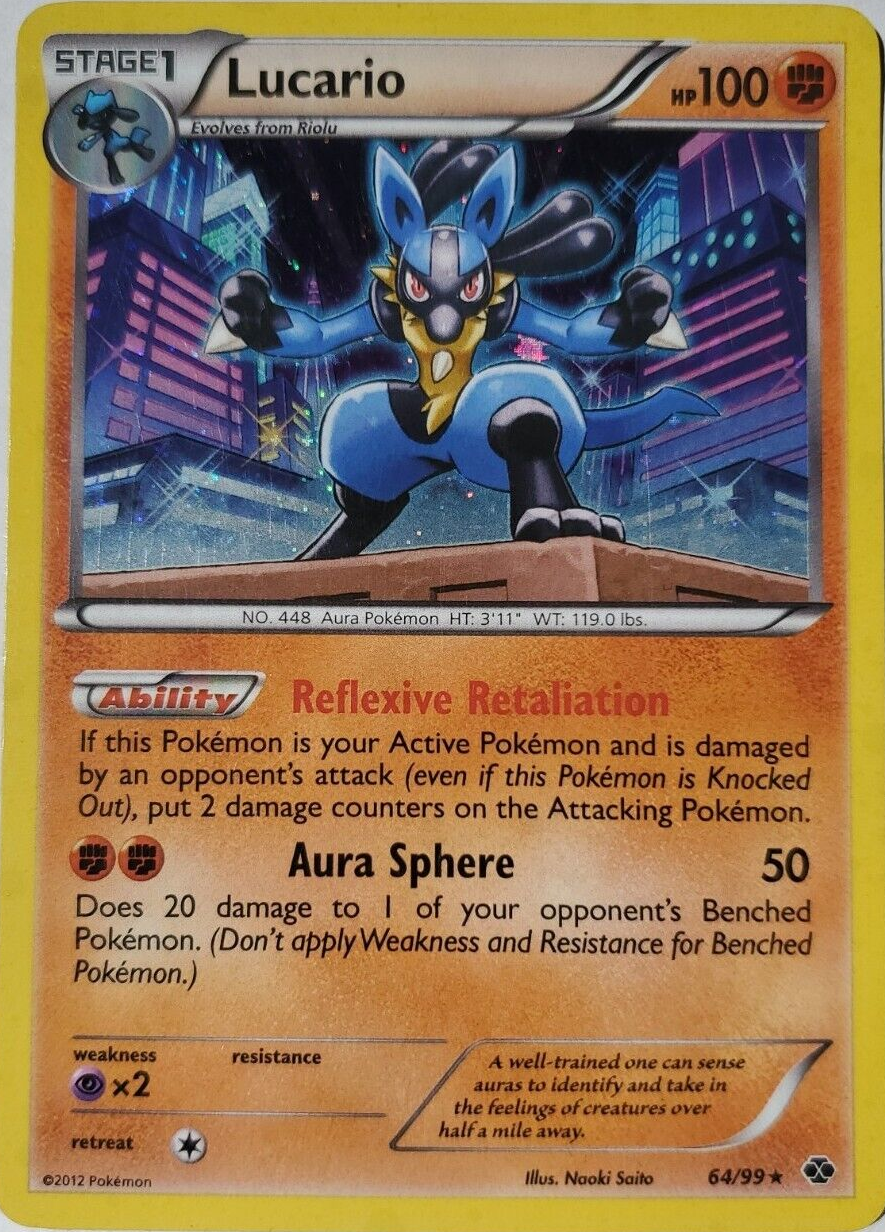 STAGE1
Lucario
HP100
Evolves from Riolu
NO. 448 Aura Pokémon HT: 3'11" WT: 119.0 lbs.
Ability Reflexive Retaliation
If this Pokémon is your Active Pokémon and is damaged
by an opponent's attack (even if this Pokémon is Knocked
Out), put 2 damage counters on the Attacking Pokémon.
Aura Sphere 50
Does 20 damage to 1 of your opponent's Benched
Pokémon. (Don't apply Weakness and Resistance for Benched
Pokémon.)
weakness resistance
×2
retreat
A well-trained one can sense
auras to identify and take in
the feelings of creatures over
half a mile away.
©2012 Pokémon Illus. Naoki Saito 64/99★